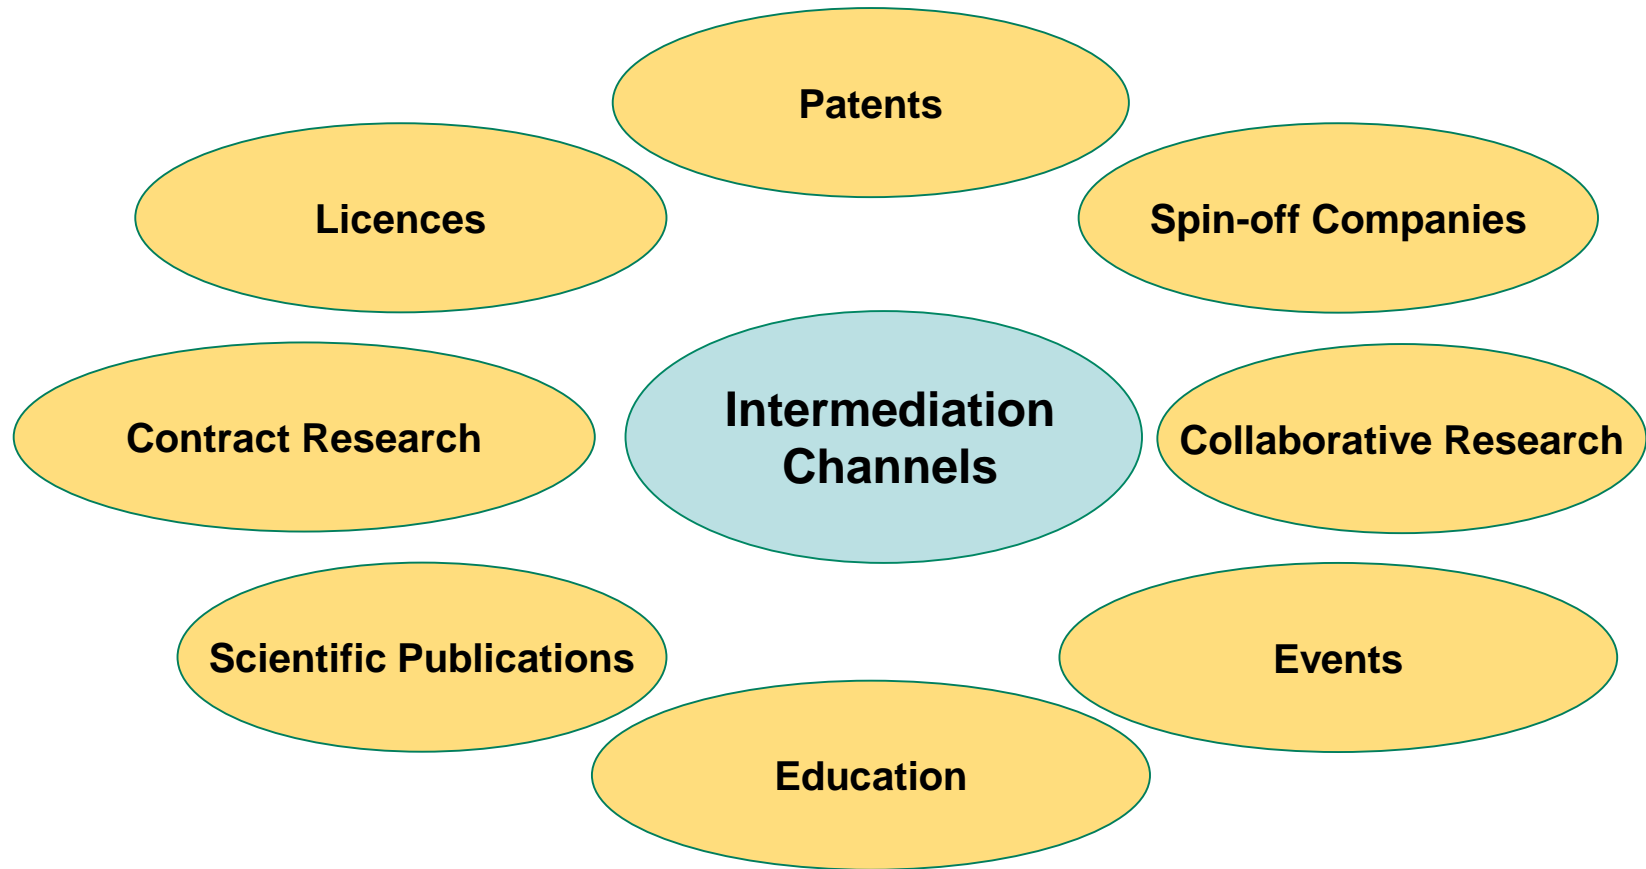 Patents
Licences
Spin-off Companies
Intermediation
Channels
Contract Research
Collaborative Research
Scientific Publications
Events
Education